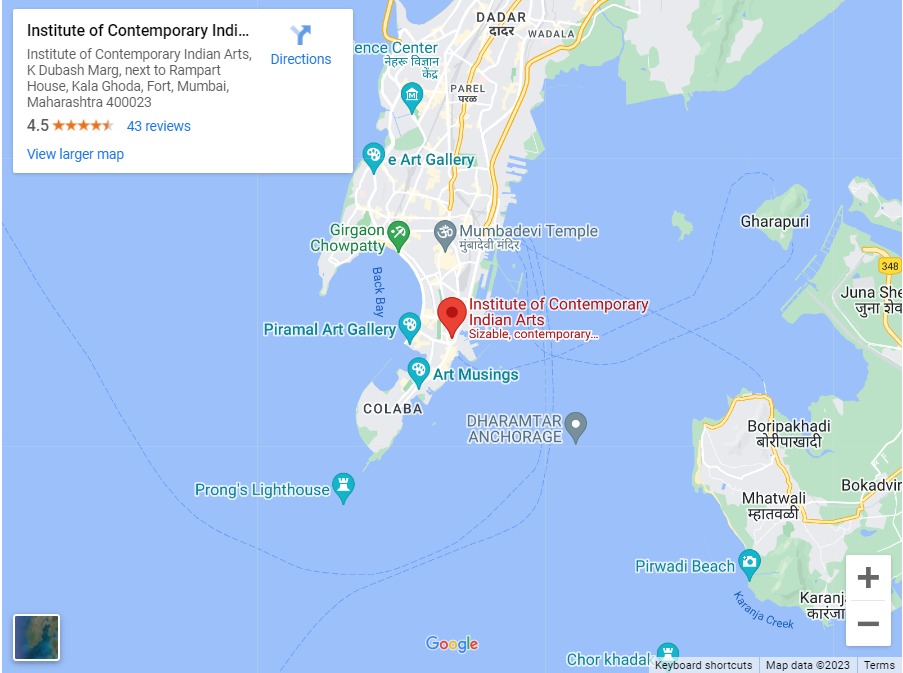 Institute of Contemporary Indi...
Institute of Contemporary Indian Arts,
K Dubash Marg, next to Rampart
House, Kala Ghoda, Fort, Mumbai,
Maharashtra 400023
4.5
43 reviews
View larger map
Directions
DADAR
दादर
WADALA
ence Center
नेहरू विज्ञान
केंद्र
PAREL
परळ
e Art Gallery
Girgaon
Chowpatty
Mumbadevi Temple
मुंबादेवी मंदिर
Gharapuri
348
Juna She
जुना शेव
Back Bay
Institute of Contemporary
Indian Arts
Sizable, contemporary...
Piramal Art Gallery
Art Musings
COLABA
DHARAMTAR
ANCHORAGE
Boripakhadi
बोरीपाखाडी
Prong's Lighthouse
Bokadvir
Mhatwali
म्हातवळी
Pirwadi Beach
Karanja Creek
Karanja
कारंजा
Google
Chor khadak
Keyboard shortcuts
Map data ©2023
Terms